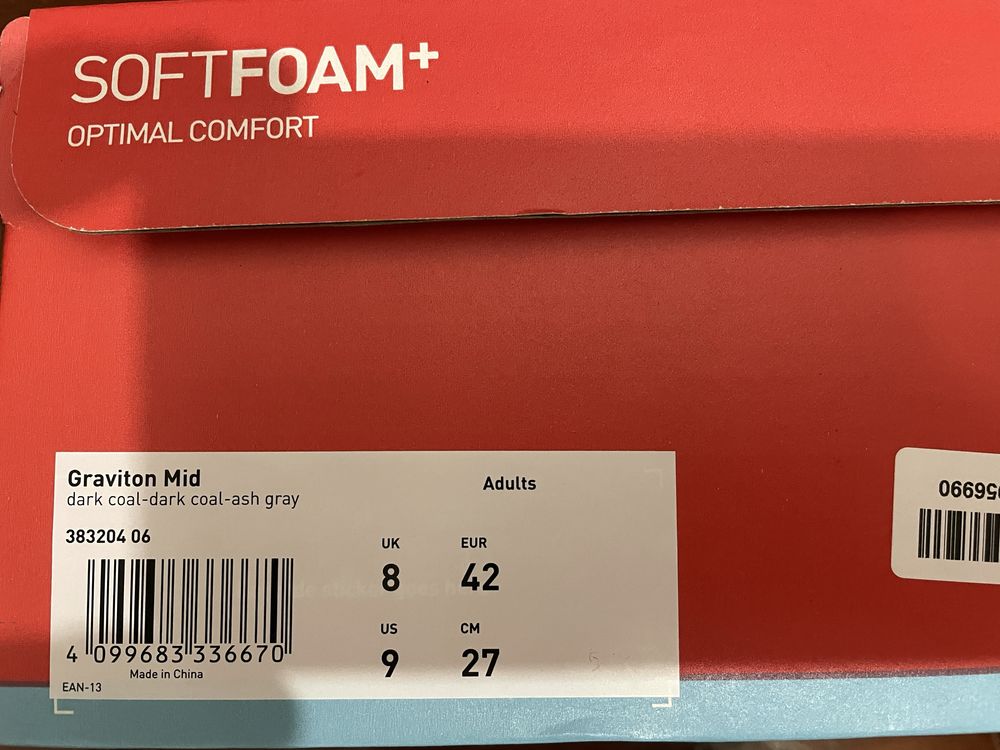 SOFTFOAM+
OPTIMAL COMFORT
Graviton Mid
dark coal-dark coal-ash gray
Adults
383204 06
UK
8
EUR
42
US
9
CM
27
4 099683 336670
Made in China
EAN-13